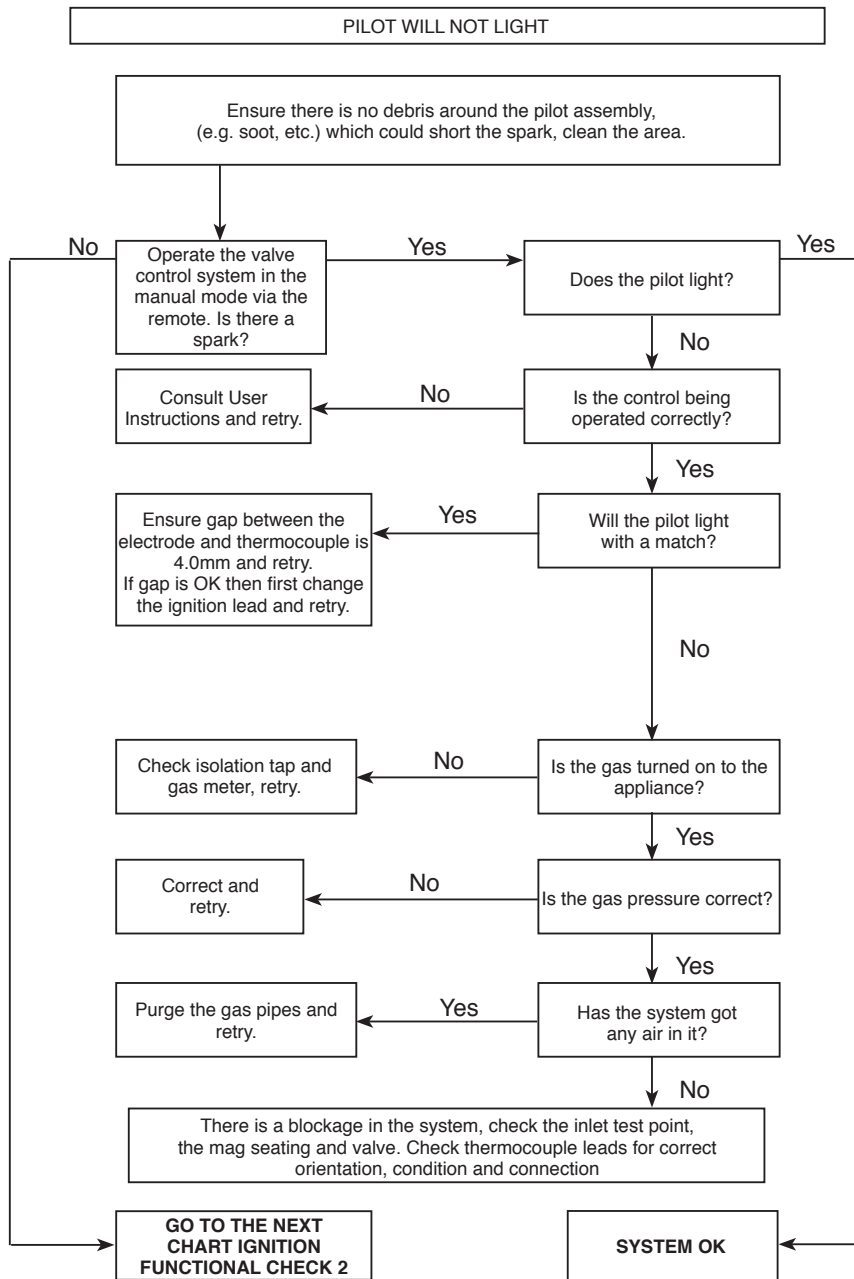 PILOT WILL NOT LIGHT
Ensure there is no debris around the pilot assembly,
(e.g. soot, etc.) which could short the spark, clean the area.
No
Operate the valve
control system in the
manual mode via the
remote. Is there a
spark?
Yes
Does the pilot light?
Yes
No
Consult User
Instructions and retry.
No
Is the control being
operated correctly?
Yes
Ensure gap between the
electrode and thermocouple is
4.0mm and retry.
If gap is OK then first change
the ignition lead and retry.
Yes
Will the pilot light
with a match?
No
Check isolation tap and
gas meter, retry.
No
Is the gas turned on to the
appliance?
Yes
Correct and
retry.
No
Is the gas pressure correct?
Yes
Purge the gas pipes and
retry.
Yes
Has the system got
any air in it?
No
There is a blockage in the system, check the inlet test point,
the mag seating and valve. Check thermocouple leads for correct
orientation, condition and connection
GO TO THE NEXT
CHART IGNITION
FUNCTIONAL CHECK 2
SYSTEM OK